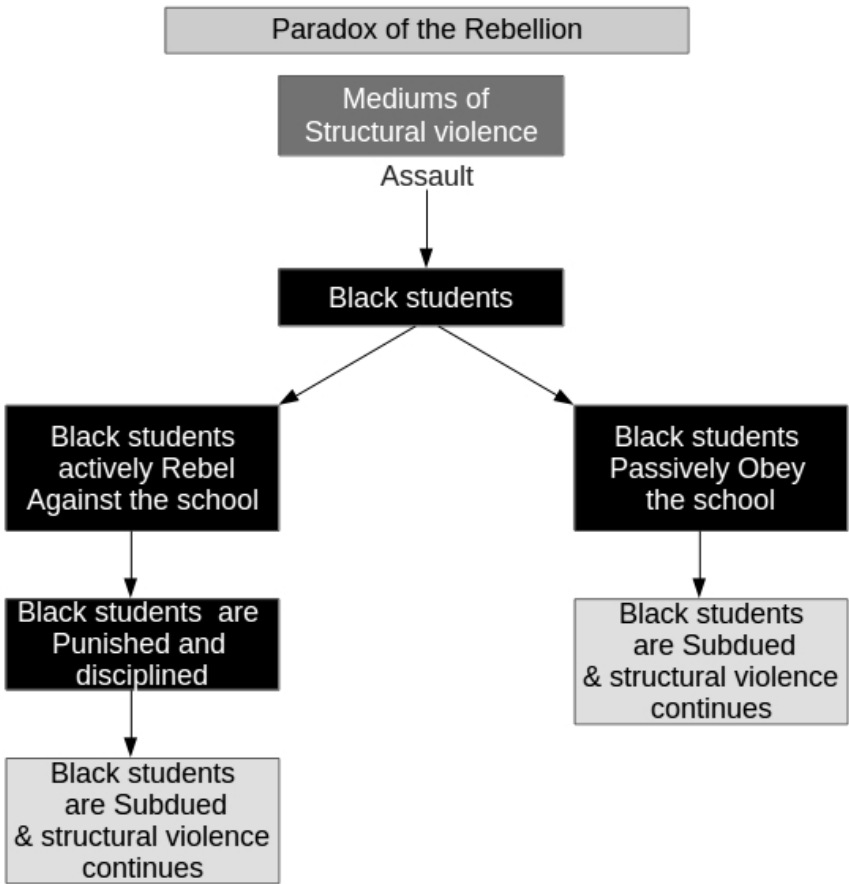 Paradox of the Rebellion
Mediums of
Structural violence
Assault
Black students
Black students
actively Rebel
Against the school
Black students are
Punished and
disciplined
Black students
are Subdued
& structural violence
continues
Black students
Passively Obey
the school
Black students
are Subdued
& structural violence
continues